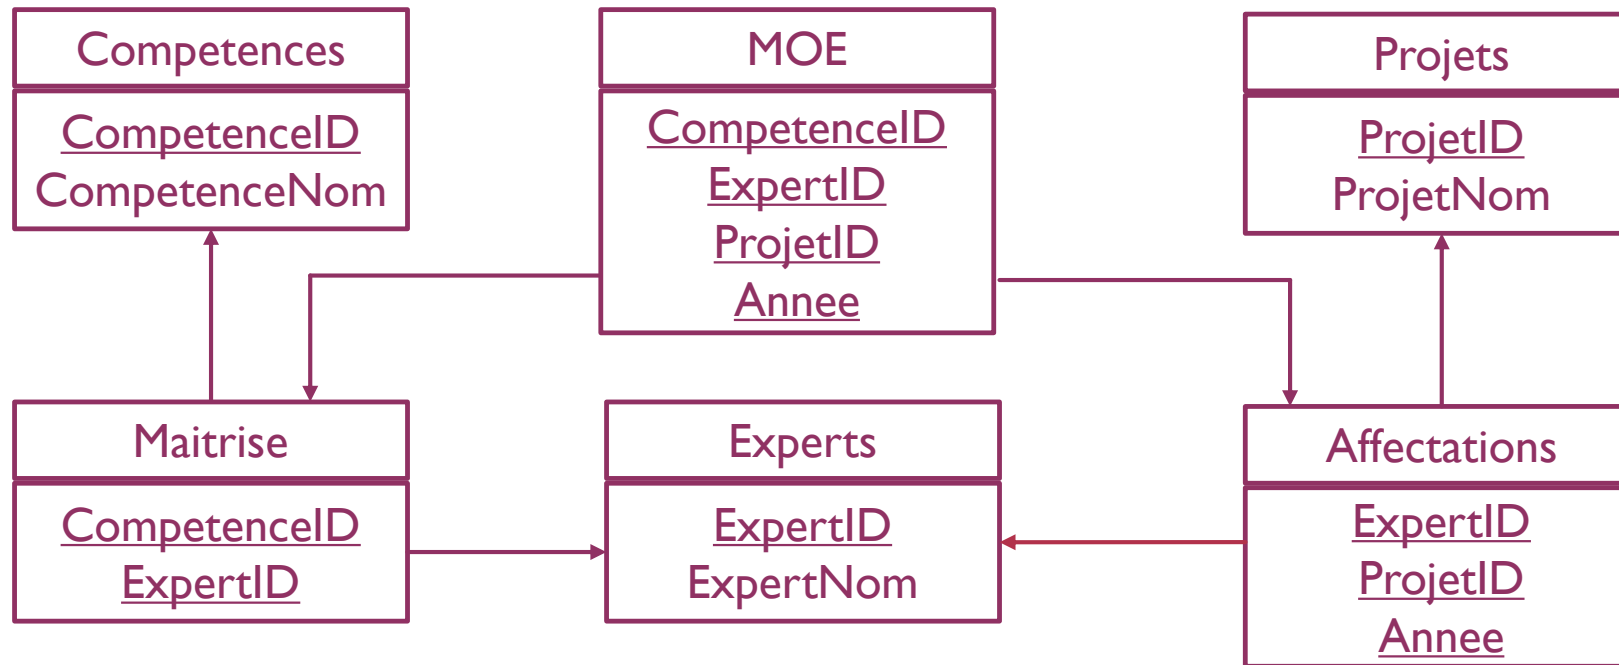 Competences
CompetenceID
CompetenceNom
MOE
CompetenceID
ExpertID
ProjetID
Annee
Projets
ProjetID
ProjetNom
Maitrise
CompetenceID
ExpertID
Experts
ExpertID
ExpertNom
Affectations
ExpertID
ProjetID
Annee